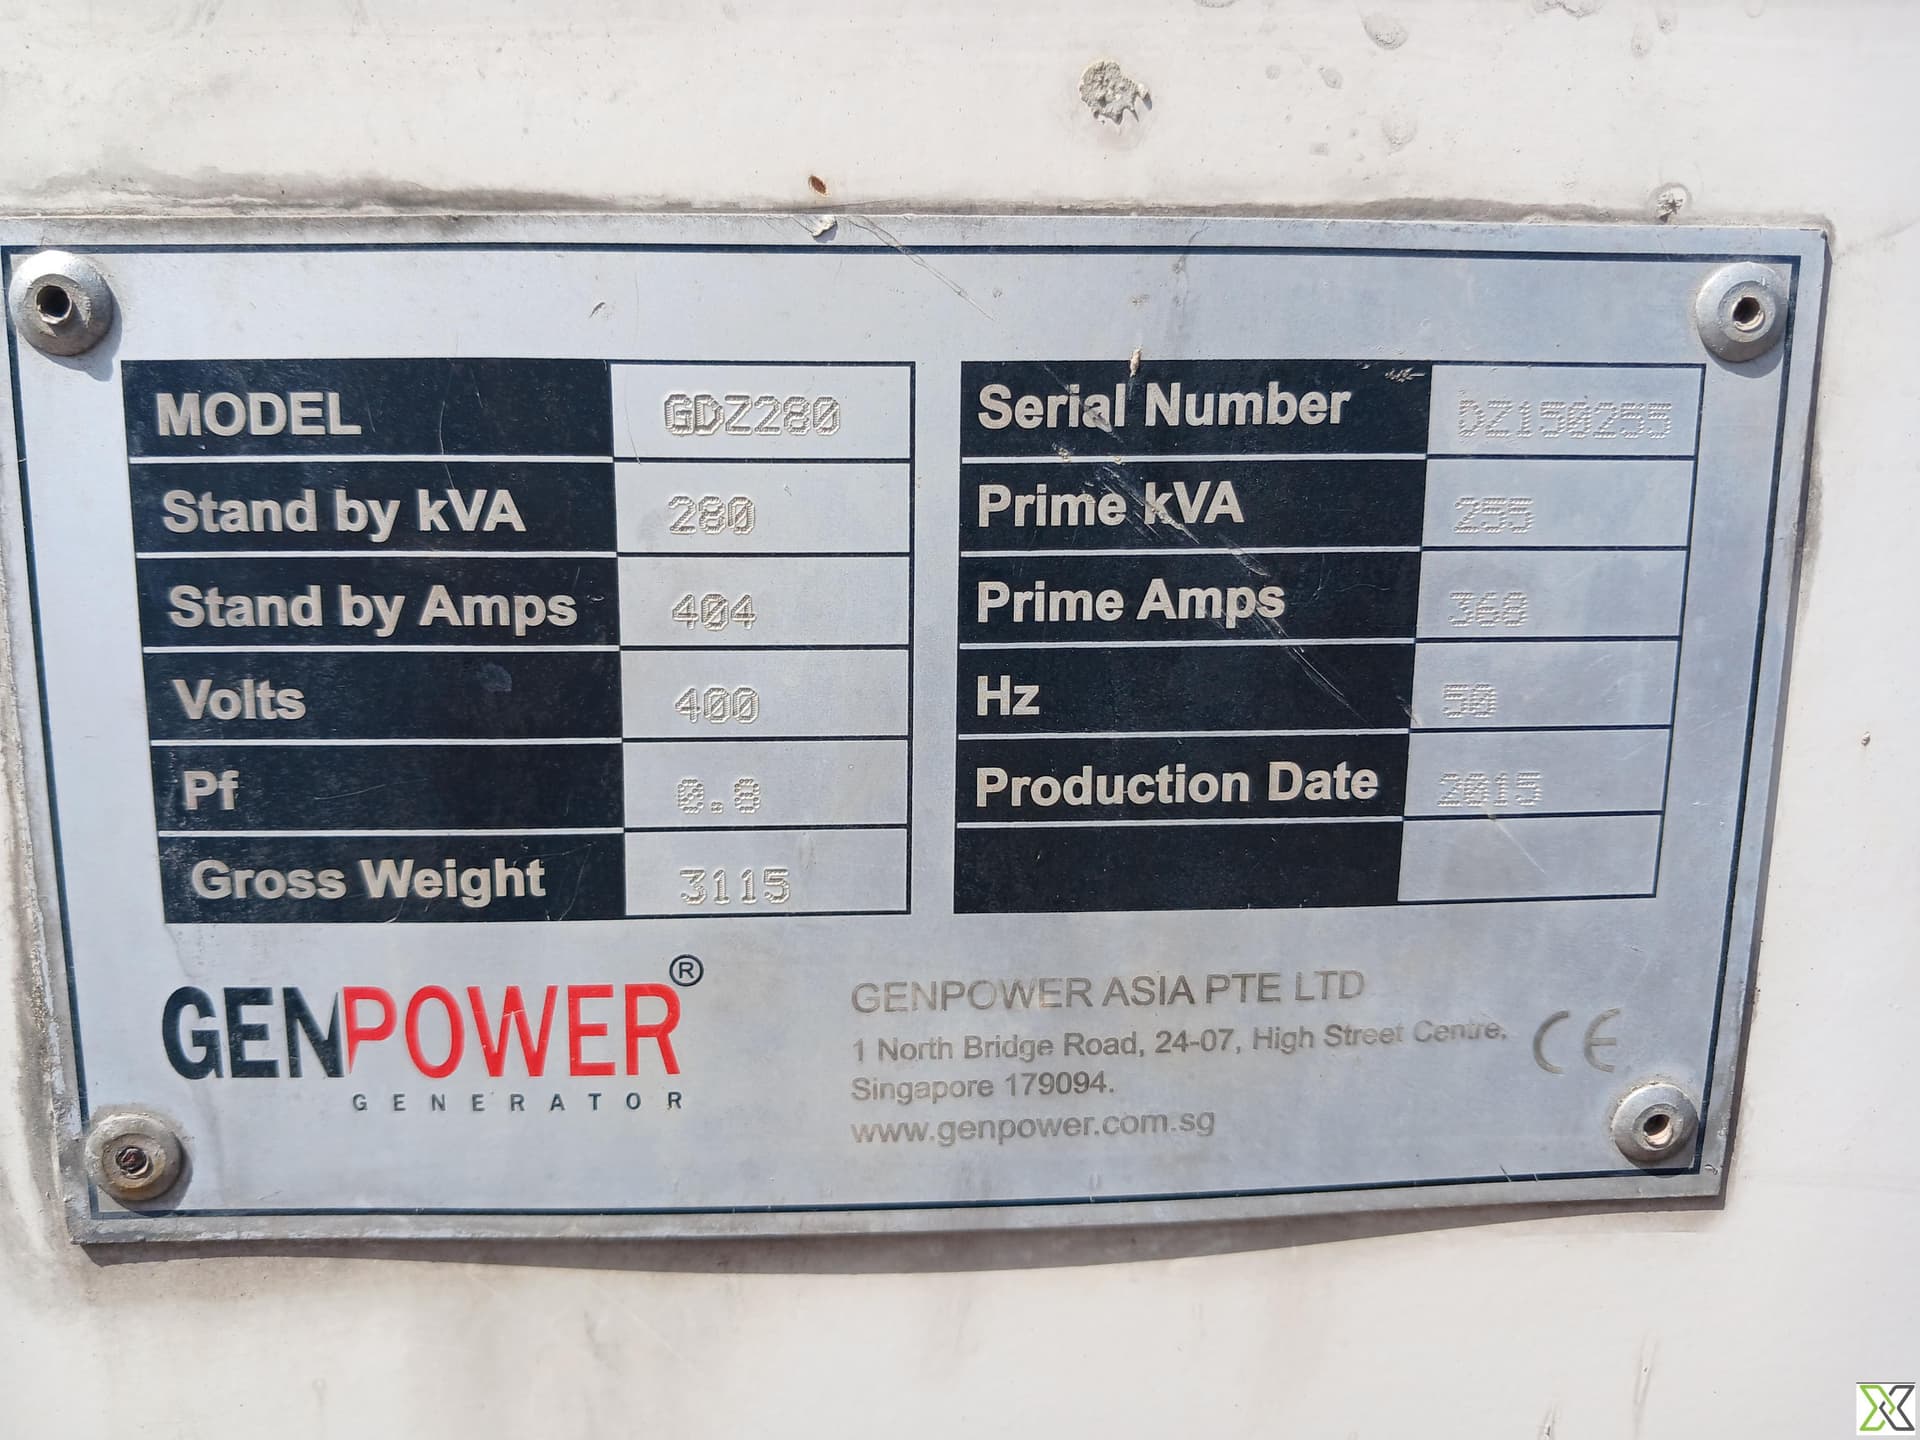 MODEL GDZ280
Stand by kVA 280
Stand by Amps 404
Volts 400
Pf 0.8
Gross Weight 3115
Serial Number DZ150255
Prime kVA 255
Prime Amps 368
Hz 50
Production Date 2015
GENPOWER®
GENERATOR
GENPOWER ASIA PTE LTD
1 North Bridge Road, 24-07, High Street Centre,
Singapore 179094.
www.genpower.com.sg
CE